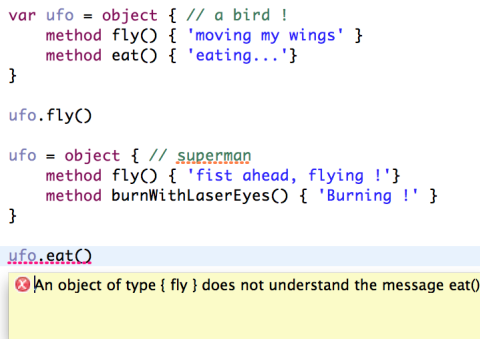 var ufo = object { // a bird !
method fly() { 'moving my wings' }
method eat() { 'eating...'}
}
ufo.fly()
ufo = object { // superman
method fly() { 'fist ahead, flying !'}
method burnWithLaserEyes() { 'Burning !' }
}
ufo.eat()
An object of type { fly } does not understand the message eat()